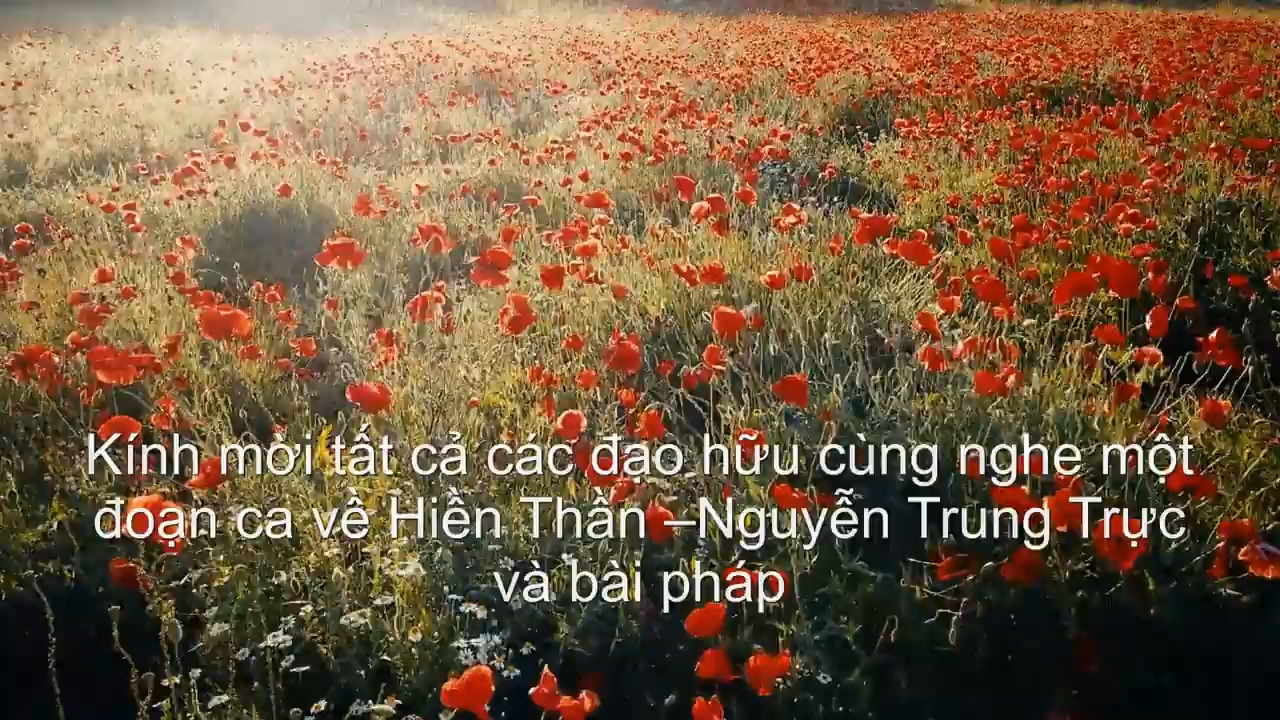 Kính mời tất cả các đạo hữu cùng nghe một
đoạn ca về Hiền Thần –Nguyễn Trung Trực
và bài pháp